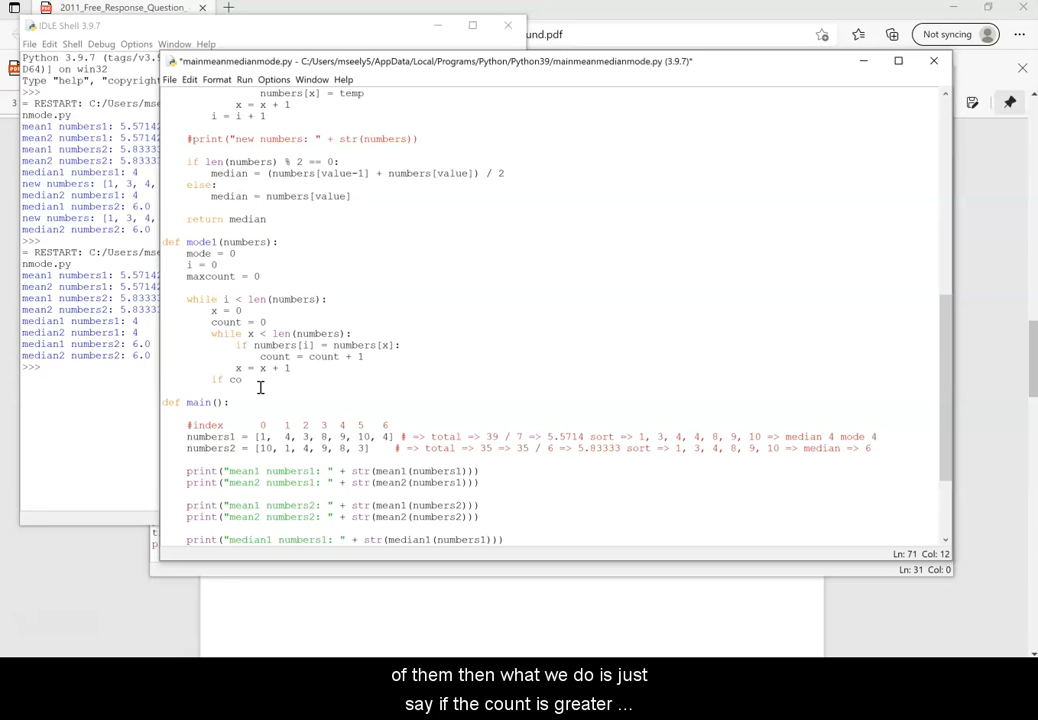 2011_Free_Response_Question_
IDLE Shell 3.9.7
und.pdf
Not syncing
File Edit Shell Debug Options Window Help
Python 3.9.7 (tags/v3.9
D64)] on win32
Type "help", "copyright
>>>
= RESTART: C:/Users/mse
nmode.py
mean1 numbers1: 5.57142
mean2 numbers1: 5.57142
mean1 numbers2: 5.83333
mean2 numbers2: 5.83333
median1 numbers1: 4
new numbers: [1, 3, 4,
median2 numbers1: 4
median1 numbers2: 6.0
new numbers: [1, 3, 4,
median2 numbers2: 6.0
>>>
= RESTART: C:/Users/mse
nmode.py
mean1 numbers1: 5.57142
mean2 numbers1: 5.57142
mean1 numbers2: 5.83333
mean2 numbers2: 5.83333
median1 numbers1: 4
median2 numbers1: 4
median1 numbers2: 6.0
median2 numbers2: 6.0
>>>
*mainmeanmedianmode.py - C:/Users/mseely5/AppData/Local/Programs/Python/Python39/mainmeanmedianmode.py (3.9.7)*
File Edit Format Run Options Window Help
numbers[x] = temp
x = x + 1
i = i + 1
#print("new numbers: " + str(numbers))
if len(numbers) % 2 == 0:
median = (numbers[value-1] + numbers[value]) / 2
else:
median = numbers[value]
return median
def mode1(numbers):
mode = 0
i = 0
maxcount = 0
while i < len(numbers):
x = 0
count = 0
while x < len(numbers):
if numbers[i] = numbers[x]:
count = count + 1
x = x + 1
if co
def main():
#index 0 1 2 3 4 5 6
numbers1 = [1, 4, 3, 8, 9, 10, 4] # => total => 39 / 7 => 5.5714 sort => 1, 3, 4, 4, 8, 9, 10 => median 4 mode 4
numbers2 = [10, 1, 4, 9, 8, 3] # => total => 35 => 35 / 6 => 5.83333 sort => 1, 3, 4, 8, 9, 10 => median => 6
print("mean1 numbers1: " + str(mean1(numbers1)))
print("mean2 numbers1: " + str(mean2(numbers1)))
print("mean1 numbers2: " + str(mean1(numbers2)))
print("mean2 numbers2: " + str(mean2(numbers2)))
print("median1 numbers1: " + str(median1(numbers1)))
Ln: 71 Col: 12
Ln: 31 Col: 0
of them then what we do is just
say if the count is greater ...